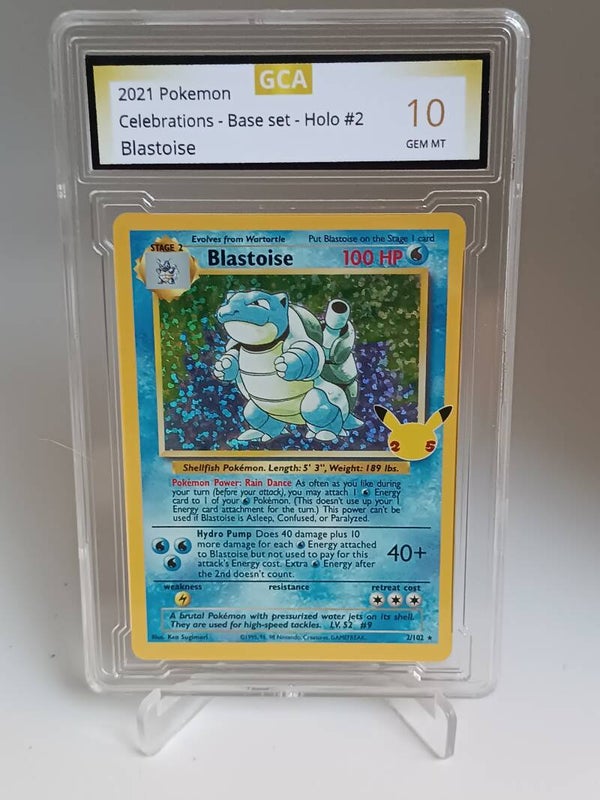 GCA
2021 Pokemon
Celebrations - Base set - Holo #2
Blastoise
10
GEM MT
Evolves from Wartortle
Put Blastoise on the Stage 1 card
STAGE 2
Blastoise
100 HP
25
Shellfish Pokémon. Length: 5' 3", Weight: 189 lbs.
Pokémon Power: Rain Dance As often as you like during
your turn (before your attack), you may attach 1 Energy
card to 1 of your Pokémon. (This doesn't use up your 1
Energy card attachment for the turn.) This power can't be
used if Blastoise is Asleep, Confused, or Paralyzed.
Hydro Pump Does 40 damage plus 10
more damage for each Energy attached
to Blastoise but not used to pay for this
attack's Energy cost. Extra Energy after
the 2nd doesn't count.
40+
weakness
resistance
retreat cost
A brutal Pokémon with pressurized water jets on its shell.
They are used for high-speed tackles. LV. 52 #9
Illus. Ken Sugimori
©1995, 96, 98 Nintendo, Creatures, GAMEFREAK.
2/102 ★